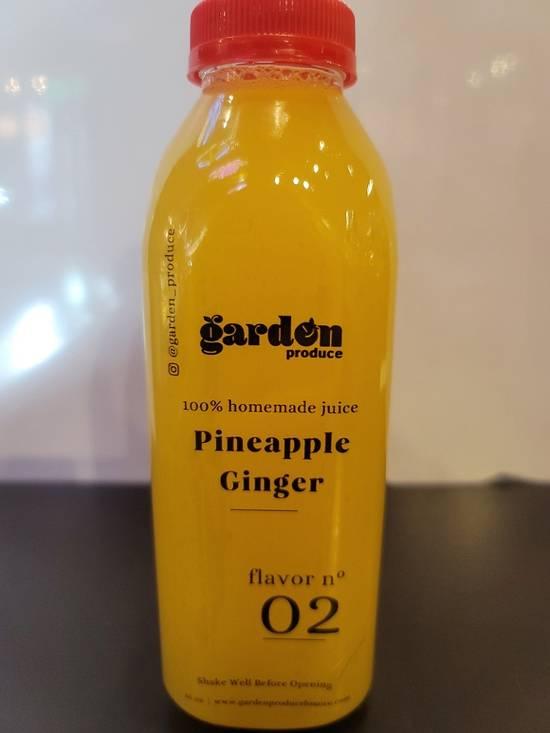 @garden_produce
garden
produce
100% homemade juice
Pineapple
Ginger
flavor nº
02
Shake Well Before Opening